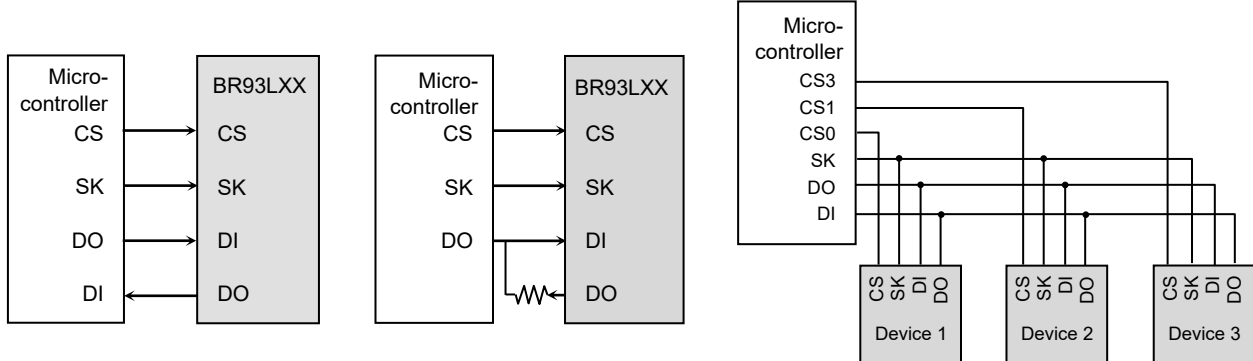 Micro-
controller
CS
SK
DO
DI
BR93LXX
CS
SK
DI
DO
Micro-
controller
CS
SK
DO
BR93LXX
CS
SK
DI
DO
Micro-
controller
CS3
CS1
CS0
SK
DO
DI
CS
SK
DI
DO
Device 1
CS
SK
DI
DO
Device 2
CS
SK
DI
DO
Device 3